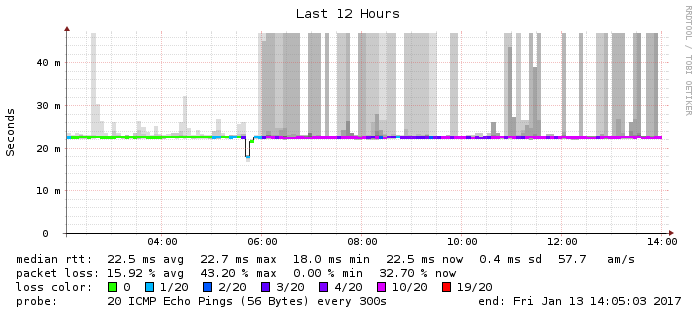 Last 12 Hours
RRDTOOL / TOBI OETIKER
Seconds
40 m
30 m
20 m
10 m
0
04:00 06:00 08:00 10:00 12:00 14:00
median rtt: 22.5 ms avg 22.7 ms max 18.0 ms min 22.5 ms now 0.4 ms sd 57.7 am/s
packet loss: 15.92 % avg 43.20 % max 0.00 % min 32.70 % now
loss color: 0 1/20 2/20 3/20 4/20 10/20 19/20
probe: 20 ICMP Echo Pings (56 Bytes) every 300s end: Fri Jan 13 14:05:03 2017